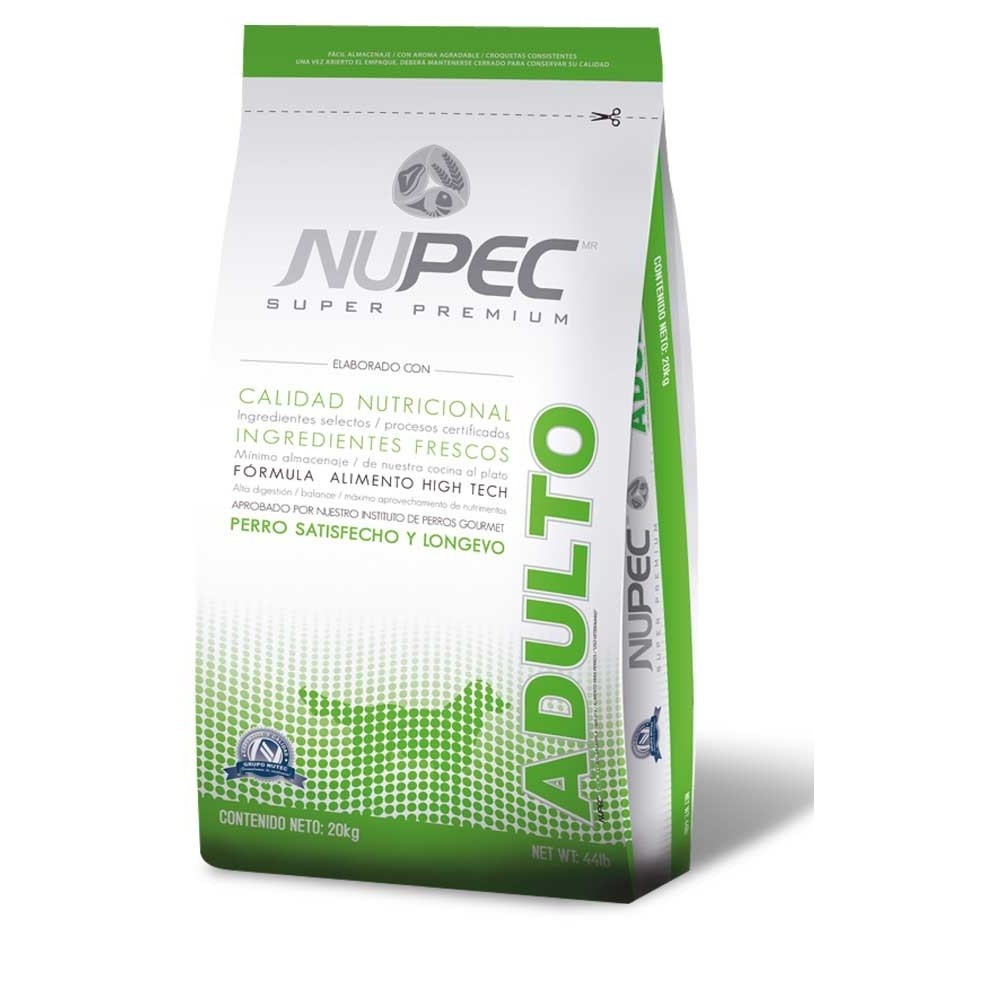 FÁCIL ALMACENAJE / CON AROMA AGRADABLE / CROQUETAS CONSISTENTES
UNA VEZ ABIERTO EL EMPAQUE, DEBERÁ MANTENERSE CERRADO PARA CONSERVAR SU CALIDAD
NUPEC MR
SUPER PREMIUM
ELABORADO CON
CALIDAD NUTRICIONAL
Ingredientes selectos / procesos certificados
INGREDIENTES FRESCOS
Mínimo almacenaje / de nuestra cocina al plato
FÓRMULA ALIMENTO HIGH TECH
Alta digestión / balance / máximo aprovechamiento de nutrimentos
APROBADO POR NUESTRO INSTITUTO DE PERROS GOURMET
PERRO SATISFECHO Y LONGEVO
ADULTO
GRUPO NUTEC
CONTENIDO NETO: 20kg
NET WT: 44lb
NUPEC
CONTENIDO NETO: 20kg
NUPEC
SUPER PREMIUM